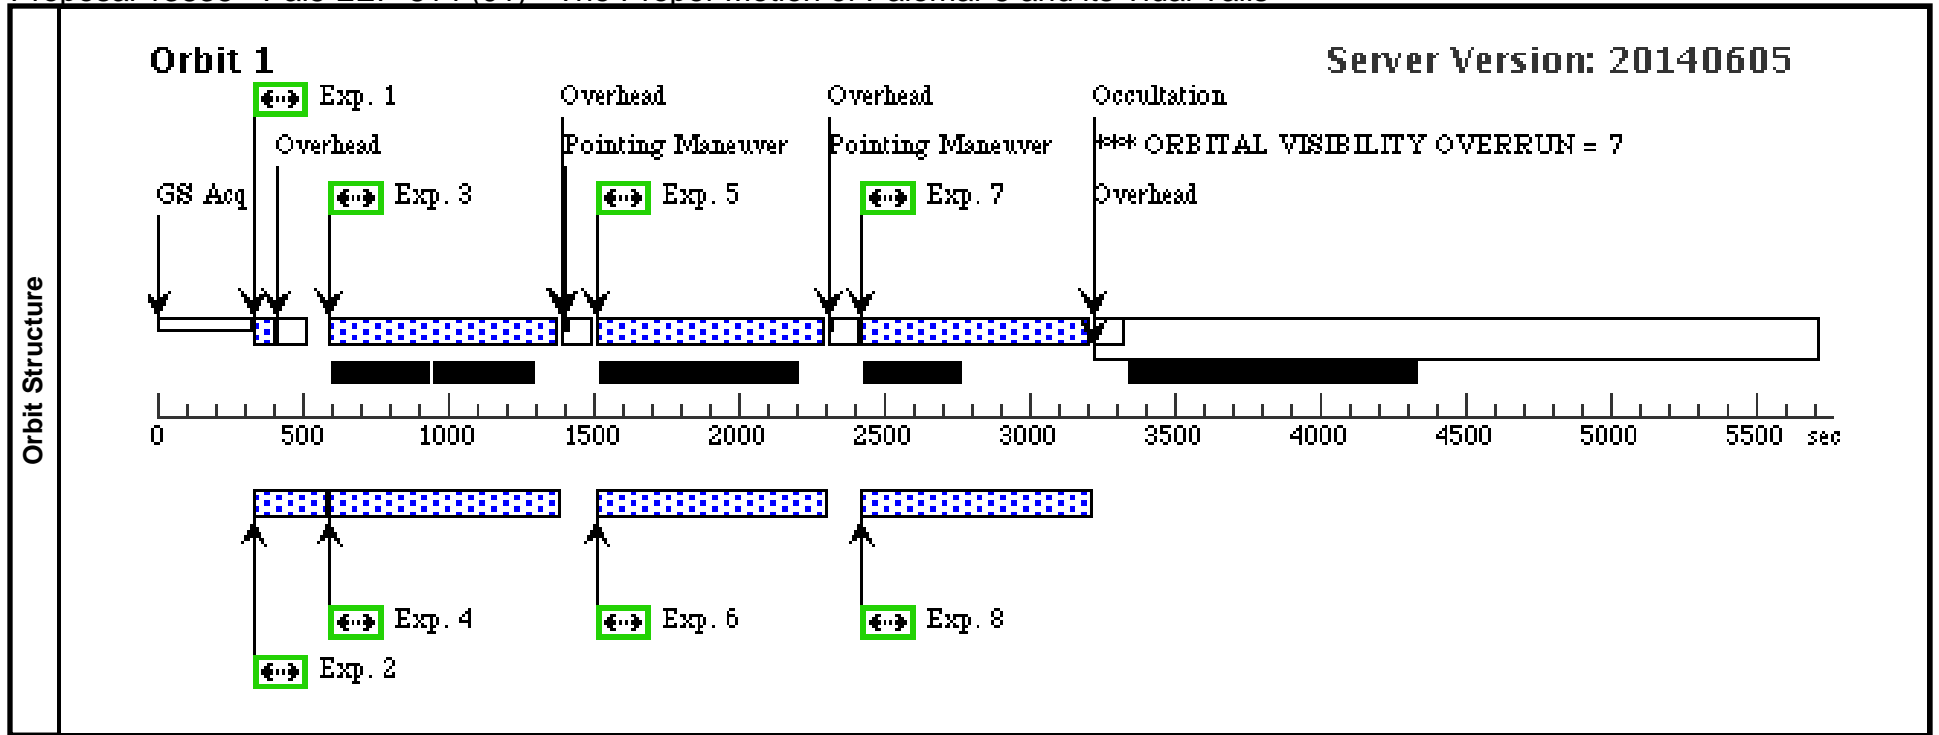 Orbit 1
Server Version: 20140605
Exp. 1
Overhead
Overhead
Occultation
Overhead
Pointing Maneuver
Pointing Maneuver
*** ORBITAL VISIBILITY OVERRUN = 7
GS Acq
Exp. 3
Exp. 5
Exp. 7
Overhead
Orbit Structure
0 500 1000 1500 2000 2500 3000 3500 4000 4500 5000 5500 sec
Exp. 4
Exp. 6
Exp. 8
Exp. 2